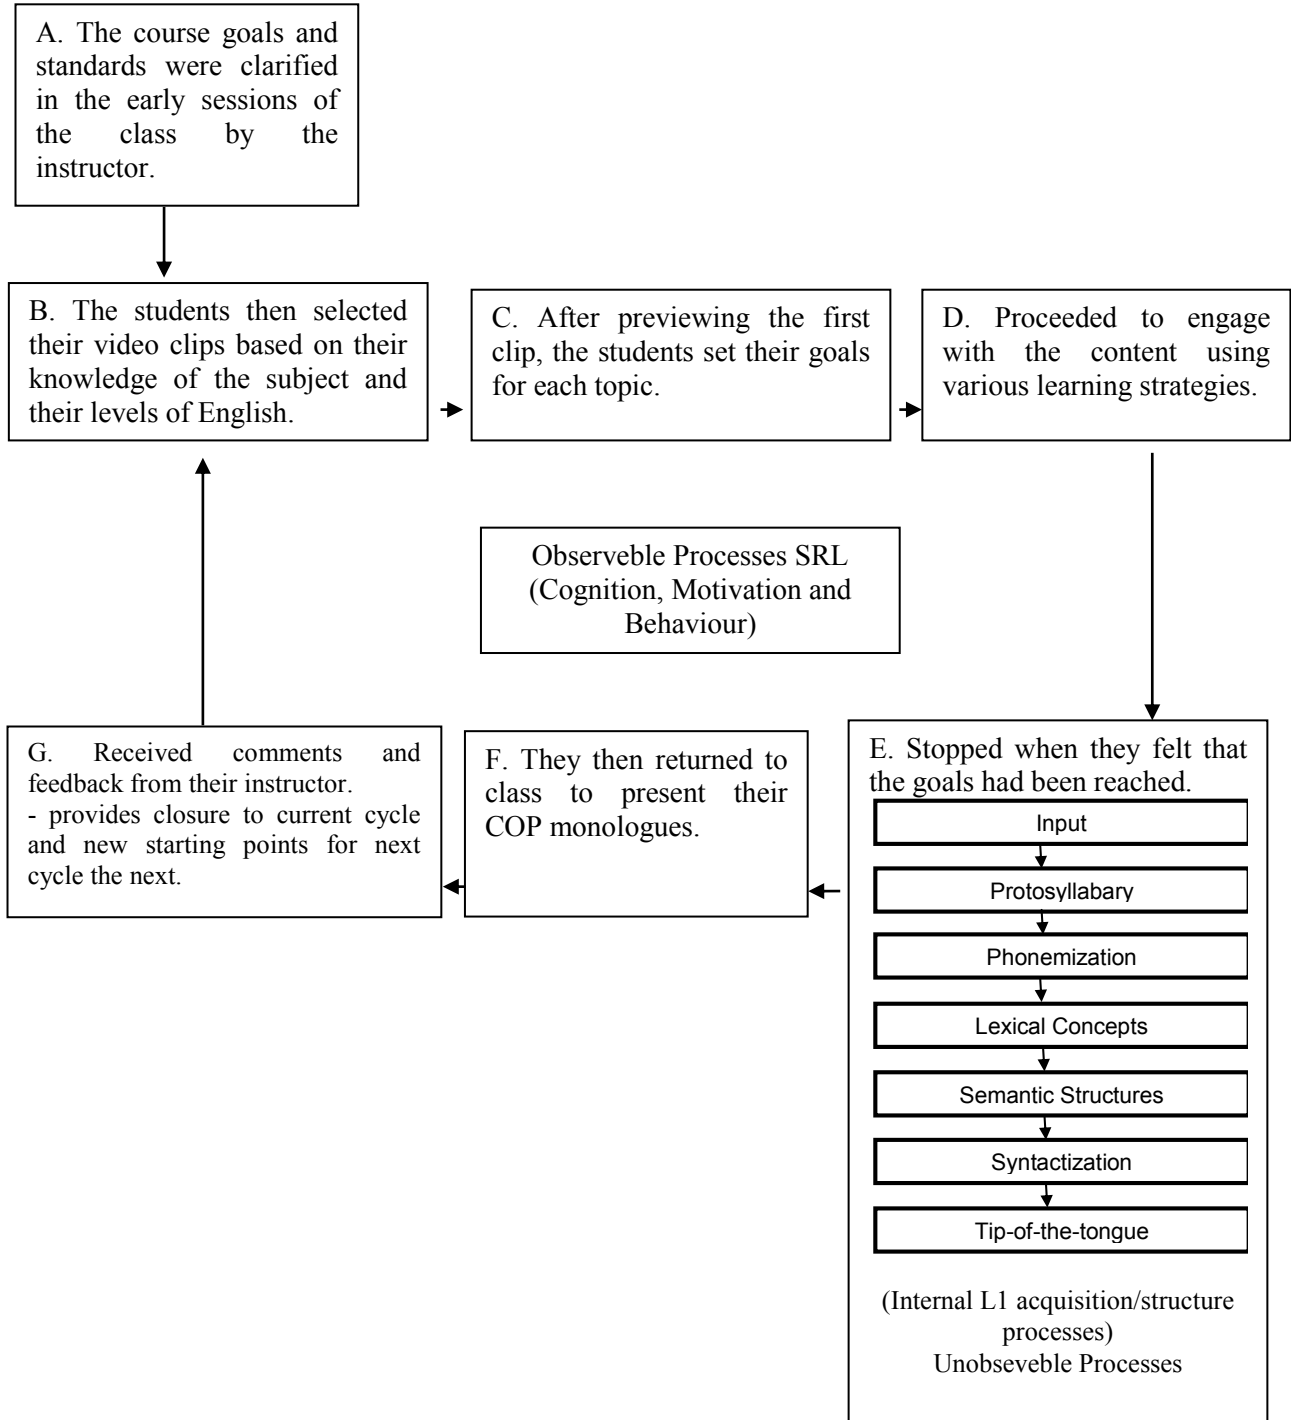 A. The course goals and
standards were clarified
in the early sessions of
the class by the
instructor.
B. The students then selected
their video clips based on their
knowledge of the subject and
their levels of English.
C. After previewing the first
clip, the students set their goals
for each topic.
D. Proceeded to engage
with the content using
various learning strategies.
Observeble Processes SRL
(Cognition, Motivation and
Behaviour)
G. Received comments and
feedback from their instructor.
- provides closure to current cycle
and new starting points for next
cycle the next.
F. They then returned to
class to present their
COP monologues.
E. Stopped when they felt that
the goals had been reached.
Input
Protosyllabary
Phonemization
Lexical Concepts
Semantic Structures
Syntactization
Tip-of-the-tongue
(Internal L1 acquisition/structure
processes)
Unobseveble Processes